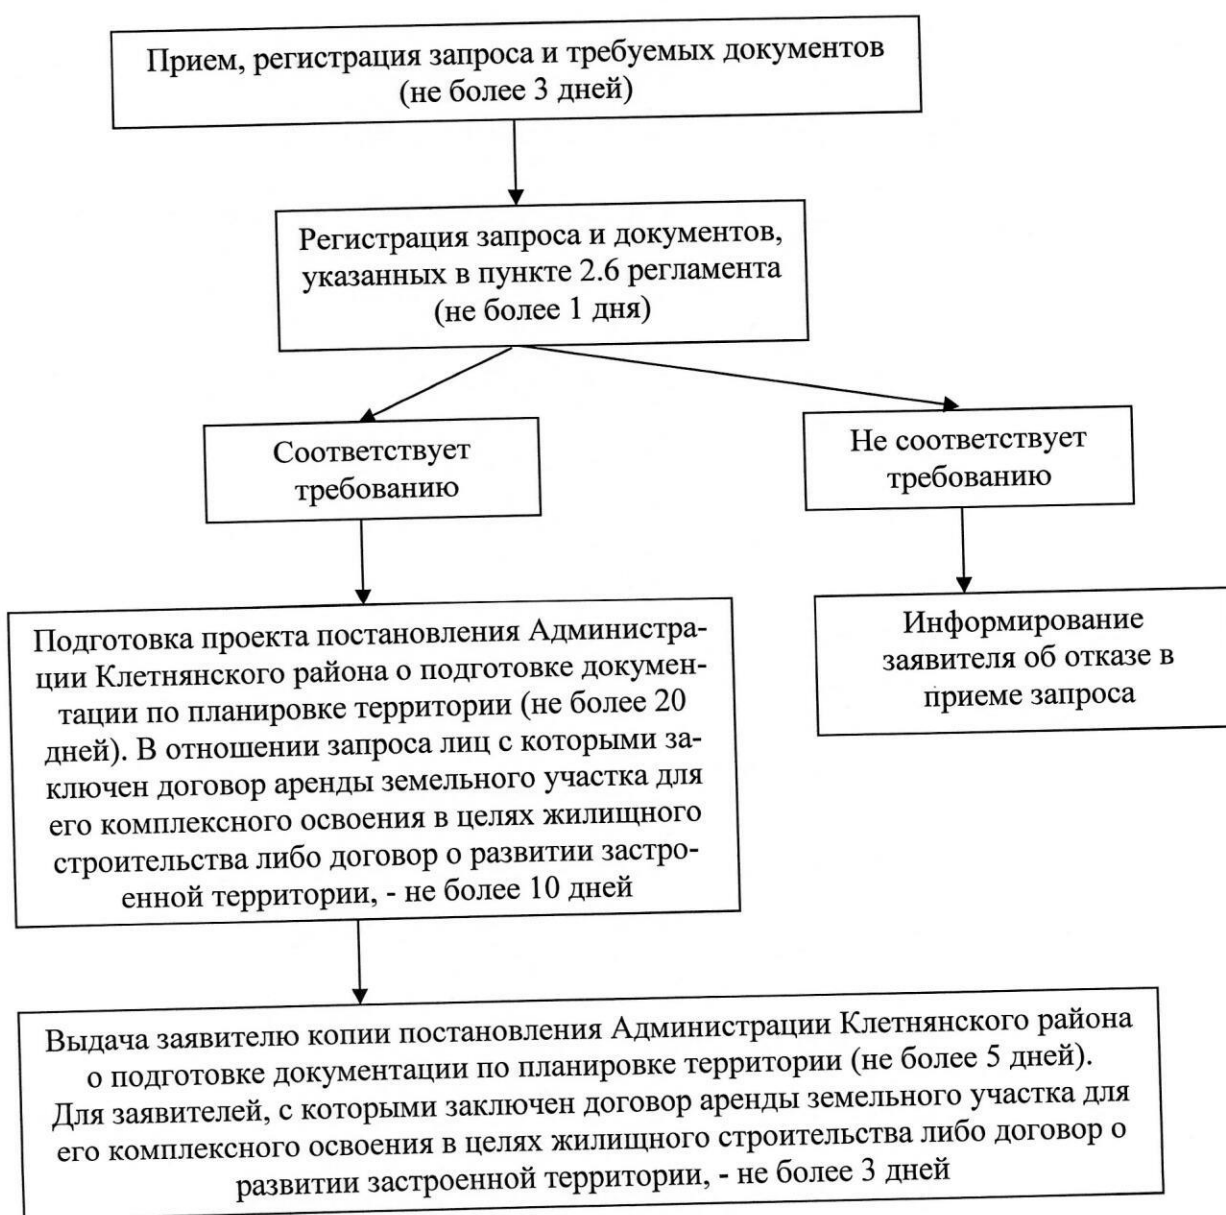 Прием, регистрация запроса и требуемых документов
(не более 3 дней)
Регистрация запроса и документов,
указанных в пункте 2.6 регламента
(не более 1 дня)
Соответствует
требованию
Не соответствует
требованию
Подготовка проекта постановления Администра-
ции Клетнянского района о подготовке докумен-
тации по планировке территории (не более 20
дней). В отношении запроса лиц с которыми за-
ключен договор аренды земельного участка для
его комплексного освоения в целях жилищного
строительства либо договор о развитии застро-
енной территории, - не более 10 дней
Информирование
заявителя об отказе в
приеме запроса
Выдача заявителю копии постановления Администрации Клетнянского района
о подготовке документации по планировке территории (не более 5 дней).
Для заявителей, с которыми заключен договор аренды земельного участка для
его комплексного освоения в целях жилищного строительства либо договор о
развитии застроенной территории, - не более 3 дней